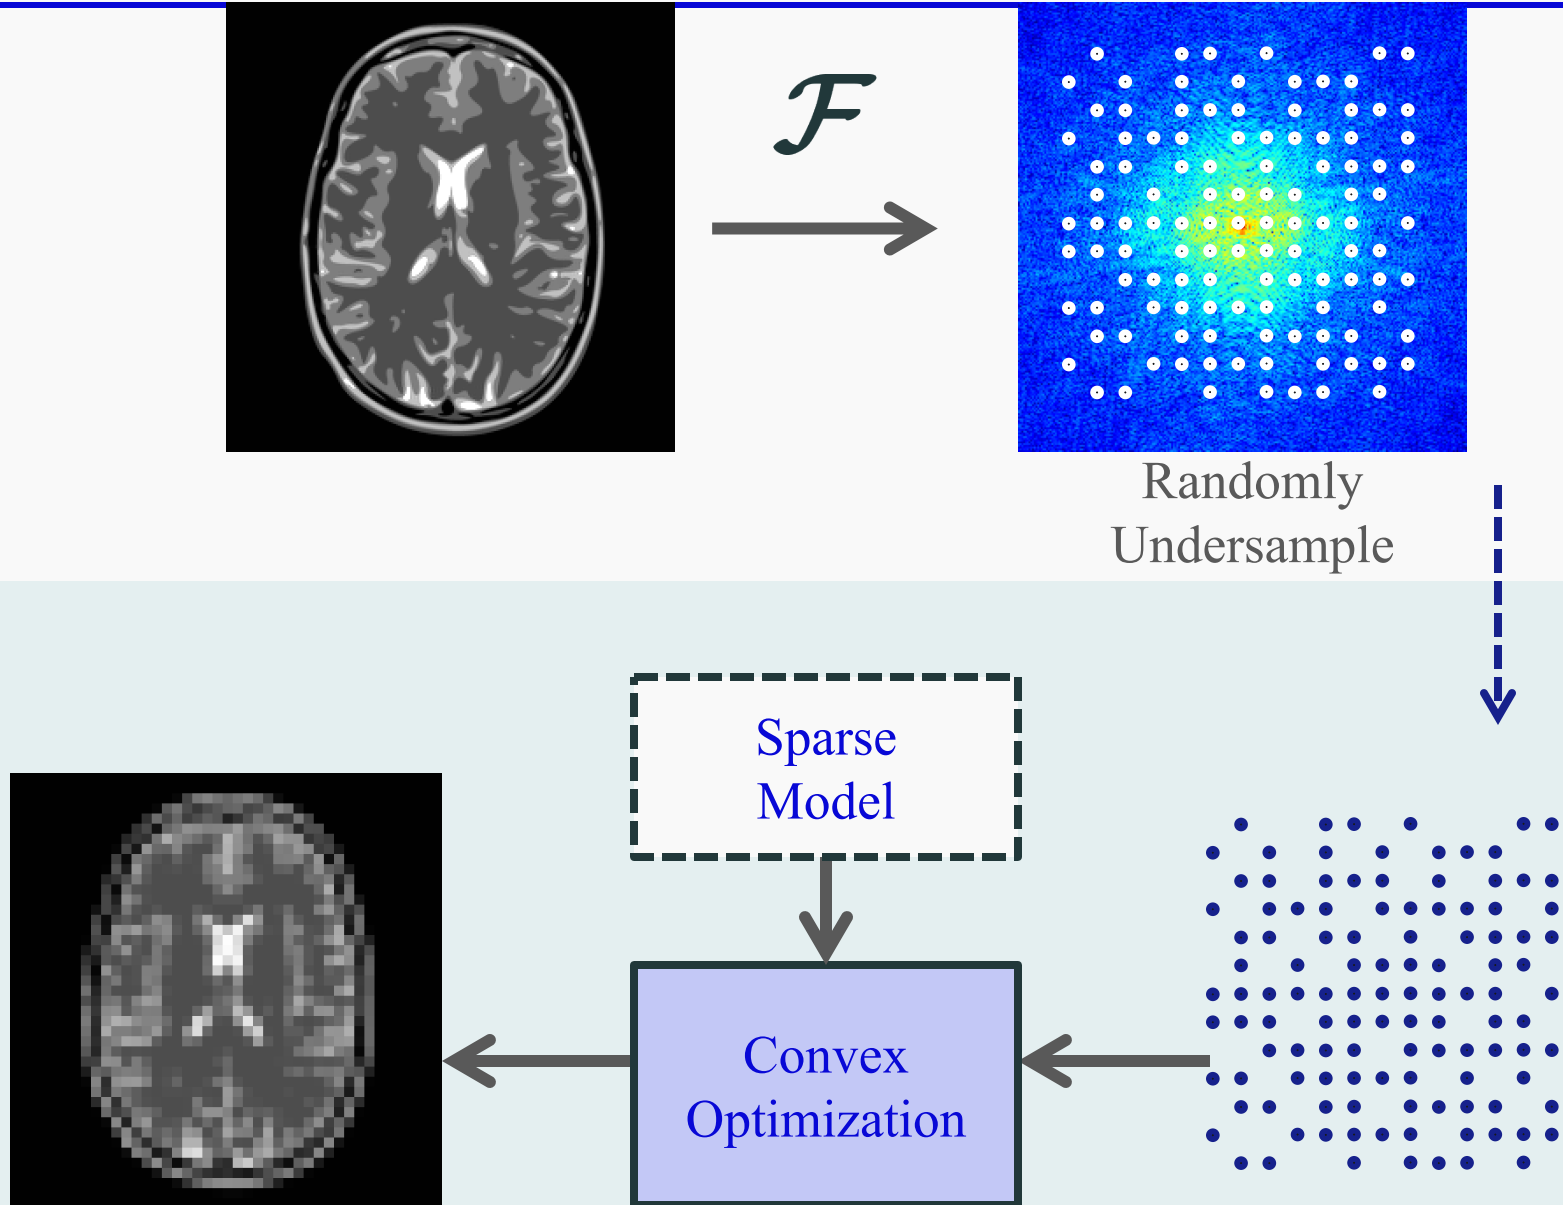 ℱ
Randomly
Undersample
Sparse
Model
Convex
Optimization